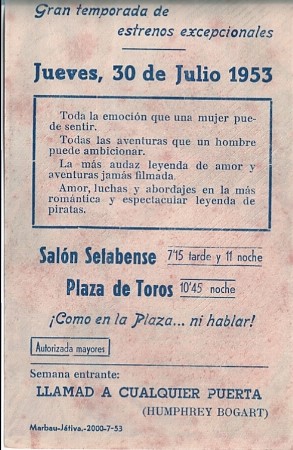 Gran temporada de
estrenos excepcionales
Jueves, 30 de Julio 1953
Toda la emoción que una mujer pue-
de sentir.
Todas las aventuras que un hombre
puede ambicionar.
La más audaz leyenda de amor y
aventuras jamás filmada.
Amor, luchas y abordajes en la más
romántica y espectacular leyenda de
piratas.
Salón Setabense 7'15 tarde y 11 noche
Plaza de Toros 10'45 noche
¡Como en la Plaza... ni hablar!
Autorizada mayores
Semana entrante:
LLAMAD A CUALQUIER PUERTA
(HUMPHREY BOGART)
Marbau-Játiva.-2000-7-53